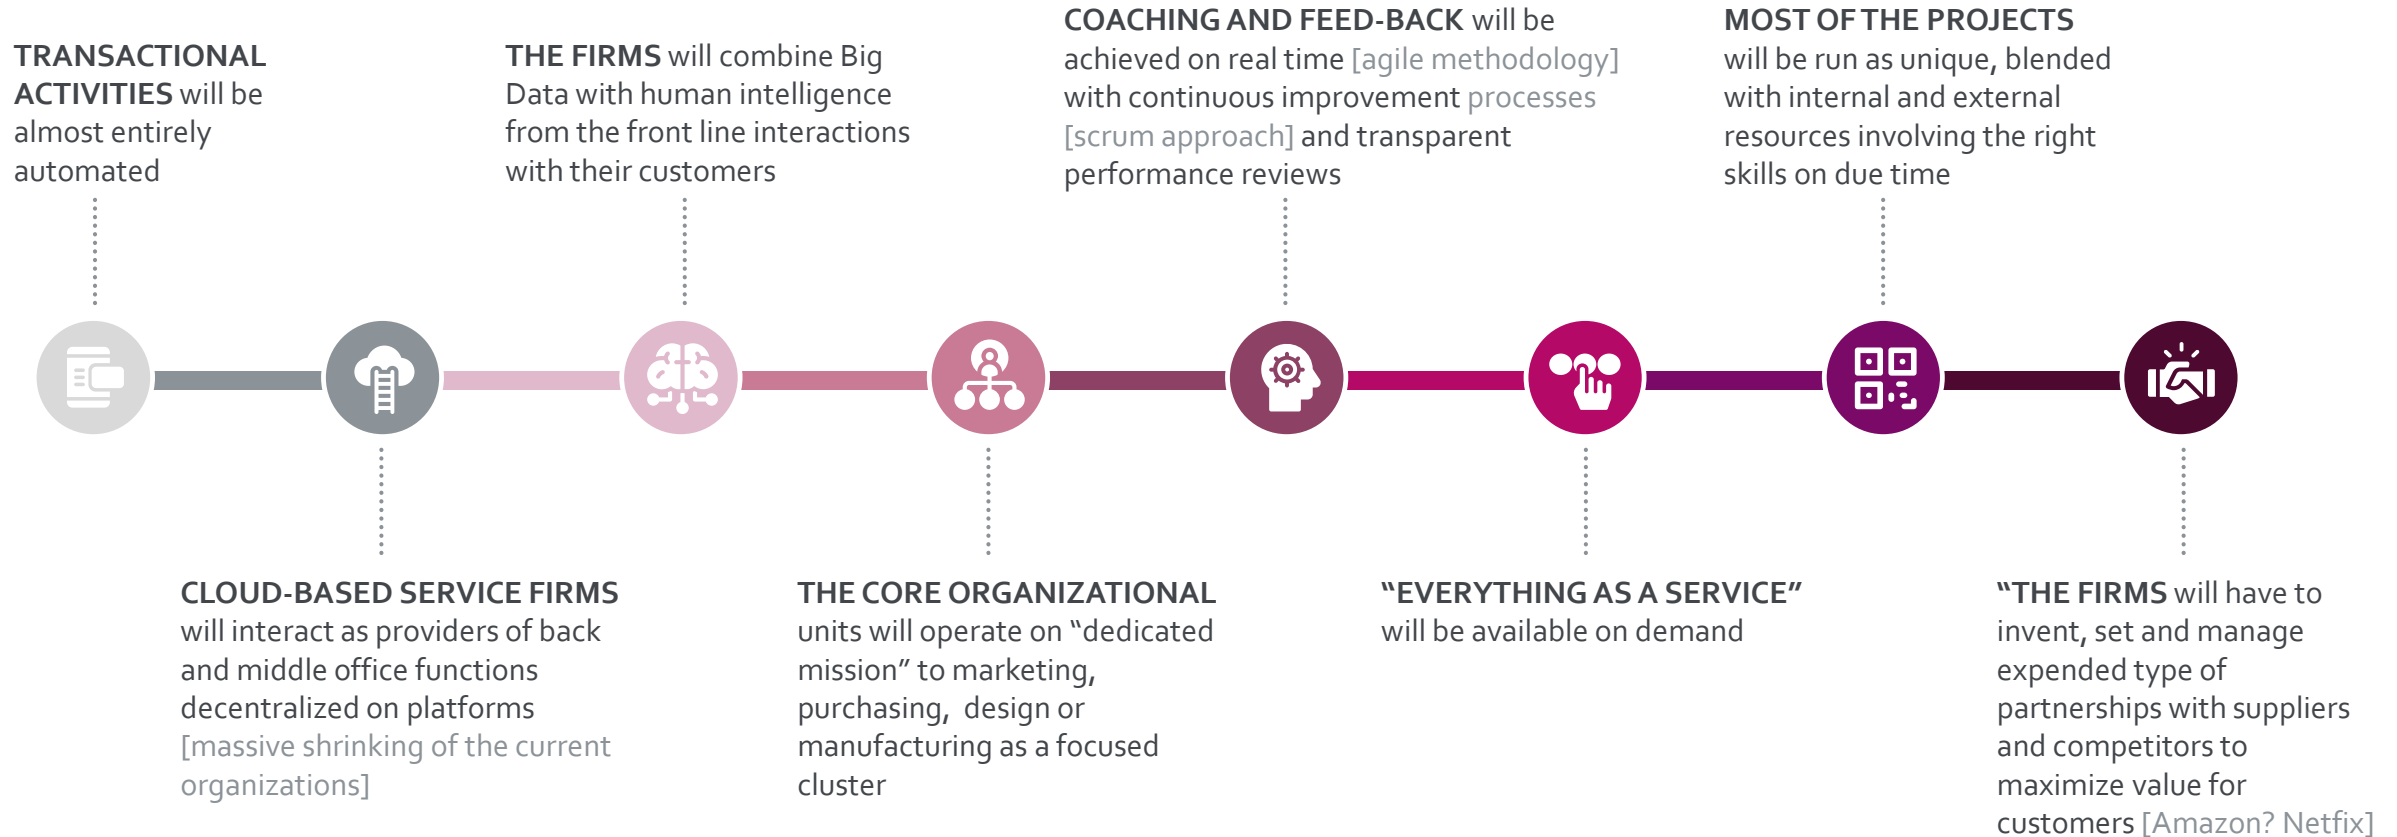 TRANSACTIONAL
ACTIVITIES will be
almost entirely
automated
CLOUD-BASED SERVICE FIRMS
will interact as providers of back
and middle office functions
decentralized on platforms
[massive shrinking of the current
organizations]
THE FIRMS will combine Big
Data with human intelligence
from the front line interactions
with their customers
THE CORE ORGANIZATIONAL
units will operate on “dedicated
mission” to marketing,
purchasing, design or
manufacturing as a focused
cluster
COACHING AND FEED-BACK will be
achieved on real time [agile methodology]
with continuous improvement processes
[scrum approach] and transparent
performance reviews
“EVERYTHING AS A SERVICE”
will be available on demand
MOST OF THE PROJECTS
will be run as unique, blended
with internal and external
resources involving the right
skills on due time
“THE FIRMS will have to
invent, set and manage
expended type of
partnerships with suppliers
and competitors to
maximize value for
customers [Amazon? Netfix]